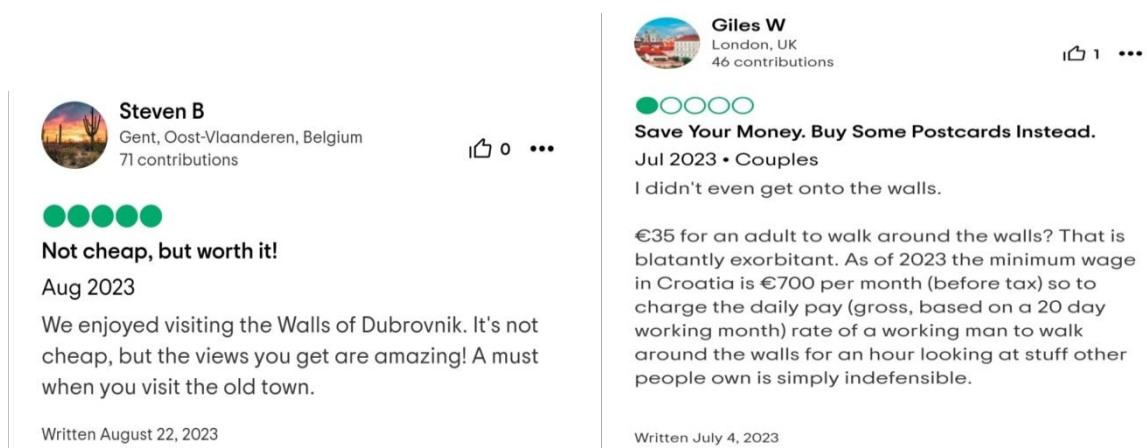 Steven B
Gent, Oost-Vlaanderen, Belgium
71 contributions
0
Not cheap, but worth it!
Aug 2023
We enjoyed visiting the Walls of Dubrovnik. It's not
cheap, but the views you get are amazing! A must
when you visit the old town.
Written August 22, 2023
Giles W
London, UK
46 contributions
1
Save Your Money. Buy Some Postcards Instead.
Jul 2023 • Couples
I didn't even get onto the walls.
€35 for an adult to walk around the walls? That is
blatantly exorbitant. As of 2023 the minimum wage
in Croatia is €700 per month (before tax) so to
charge the daily pay (gross, based on a 20 day
working month) rate of a working man to walk
around the walls for an hour looking at stuff other
people own is simply indefensible.
Written July 4, 2023